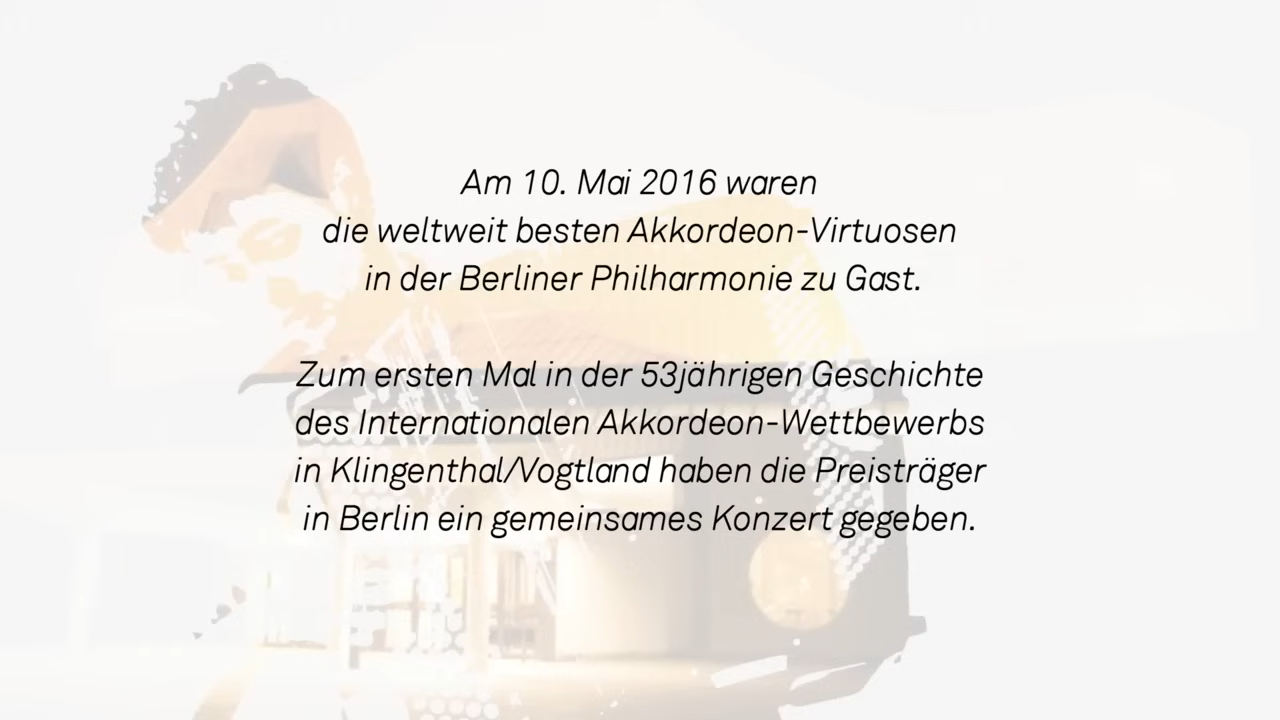 Am 10. Mai 2016 waren
die weltweit besten Akkordeon-Virtuosen
in der Berliner Philharmonie zu Gast.
Zum ersten Mal in der 53jährigen Geschichte
des Internationalen Akkordeon-Wettbewerbs
in Klingenthal/Vogtland haben die Preisträger
in Berlin ein gemeinsames Konzert gegeben.